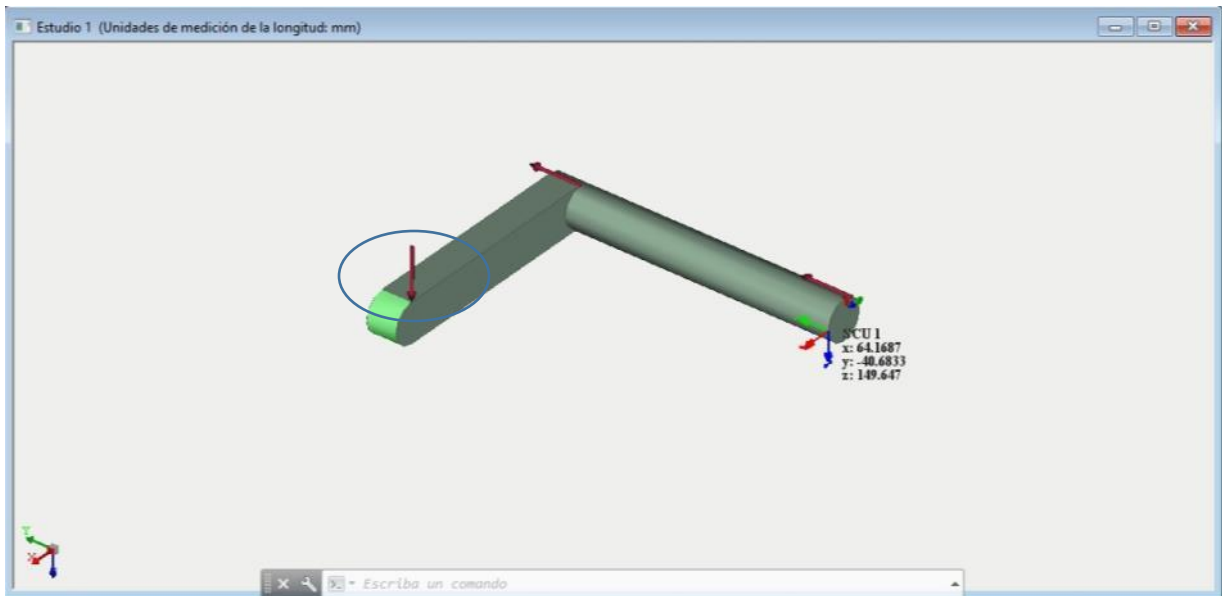 Estudio 1 (Unidades de medición de la longitud: mm)
SCU 1
x: 64.1687
y: -40.6833
z: 149.647
Y
X
Escriba un comando